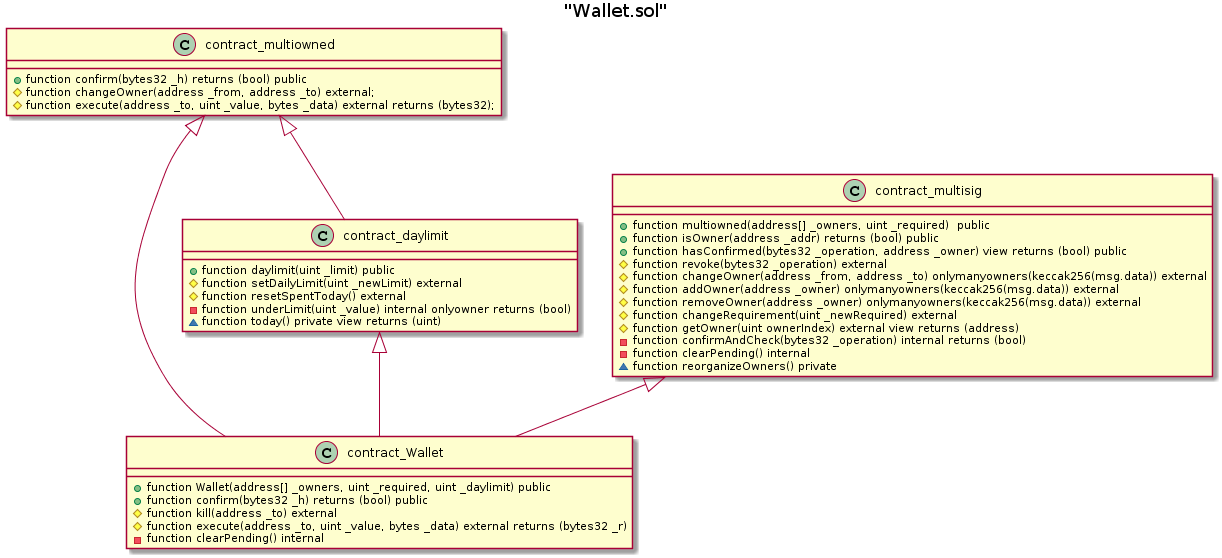 "Wallet.sol"
C contract_multiowned
function confirm(bytes32 _h) returns (bool) public
function changeOwner(address _from, address _to) external;
function execute(address _to, uint _value, bytes _data) external returns (bytes32);
C contract_multisig
function multiowned(address[] _owners, uint _required)  public
function isOwner(address _addr) returns (bool) public
function hasConfirmed(bytes32 _operation, address _owner) view returns (bool) public
function revoke(bytes32 _operation) external
function changeOwner(address _from, address _to) onlymanyowners(keccak256(msg.data)) external
function addOwner(address _owner) onlymanyowners(keccak256(msg.data)) external
function removeOwner(address _owner) onlymanyowners(keccak256(msg.data)) external
function changeRequirement(uint _newRequired) external
function getOwner(uint ownerIndex) external view returns (address)
function confirmAndCheck(bytes32 _operation) internal returns (bool)
function clearPending() internal
function reorganizeOwners() private
C contract_daylimit
function daylimit(uint _limit) public
function setDailyLimit(uint _newLimit) external
function resetSpentToday() external
function underLimit(uint _value) internal onlyowner returns (bool)
function today() private view returns (uint)
C contract_Wallet
function Wallet(address[] _owners, uint _required, uint _daylimit) public
function confirm(bytes32 _h) returns (bool) public
function kill(address _to) external
function execute(address _to, uint _value, bytes _data) external returns (bytes32 _r)
function clearPending() internal